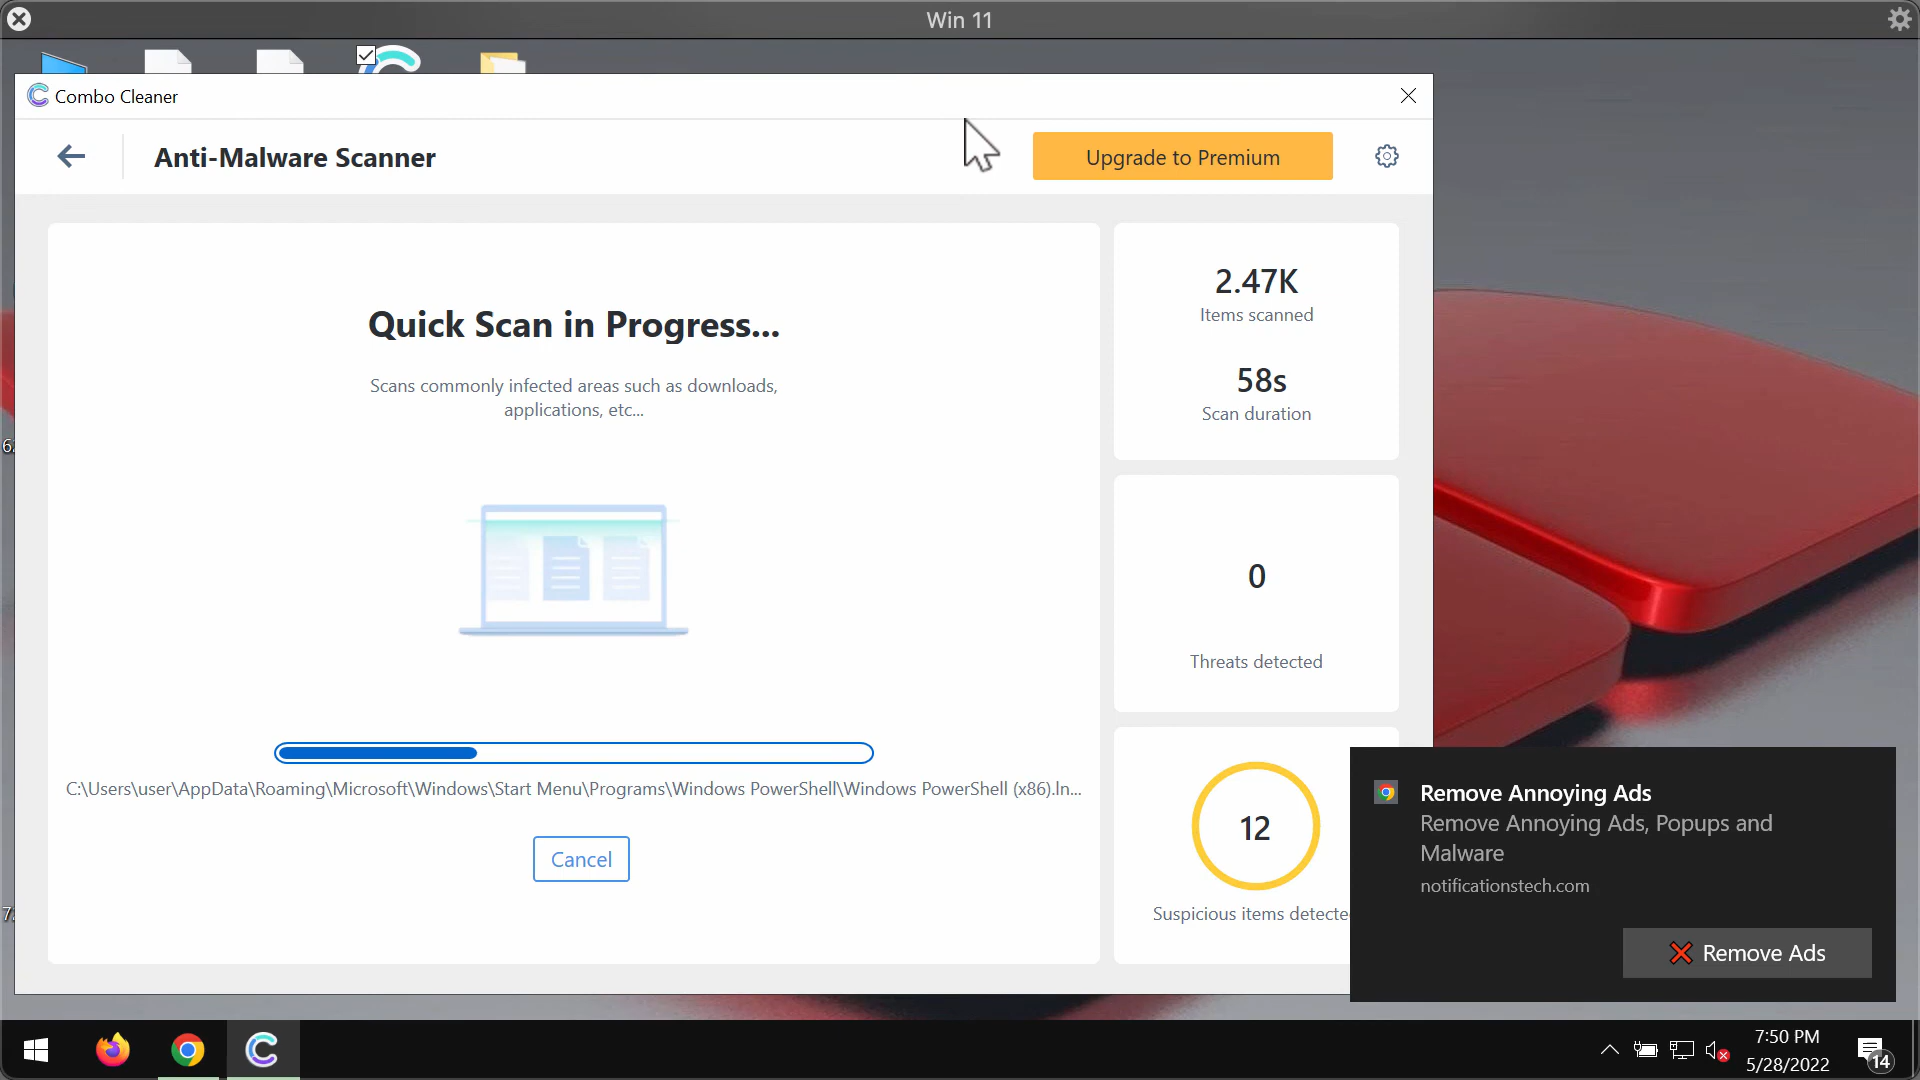 Win 11
Combo Cleaner
Anti-Malware Scanner
Upgrade to Premium
Quick Scan in Progress...
Scans commonly infected areas such as downloads,
applications, etc...
C:\Users\user\AppData\Roaming\Microsoft\Windows\Start Menu\Programs\Windows PowerShell\Windows PowerShell (x86).ln...
Cancel
2.47K
Items scanned
58s
Scan duration
0
Threats detected
12
Suspicious items detecte
Remove Annoying Ads
Remove Annoying Ads, Popups and
Malware
notificationstech.com
Remove Ads
7:50 PM
5/28/2022
14